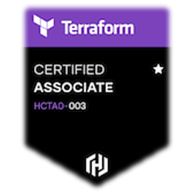 Terraform
CERTIFIED
ASSOCIATE
HCTA0-003